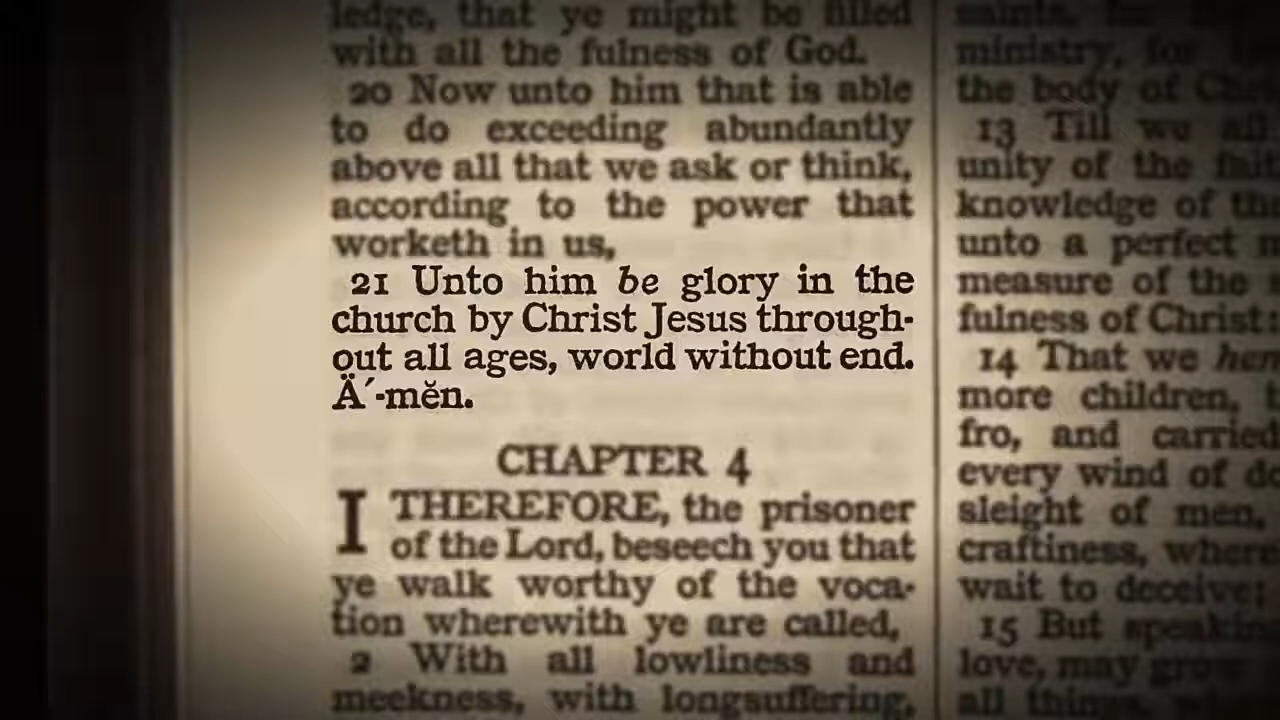 ledge, that ye might be filled
with all the fulness of God.
20 Now unto him that is able
to do exceeding abundantly
above all that we ask or think,
according to the power that
worketh in us,
21 Unto him be glory in the
church by Christ Jesus through-
out all ages, world without end.
Ä′-mĕn.
CHAPTER 4
I THEREFORE, the prisoner
of the Lord, beseech you that
ye walk worthy of the voca-
tion wherewith ye are called,
2 With all lowliness and
meekness, with longsuffering,
ministry, for
the body of
13 Till we all
unity of the
knowledge of
unto a perfect
measure of the
fulness of Christ:
14 That we
more children,
fro, and carried
every wind of
sleight of men,
craftiness,
wait to deceive;
15 But
love, may grow
all things,